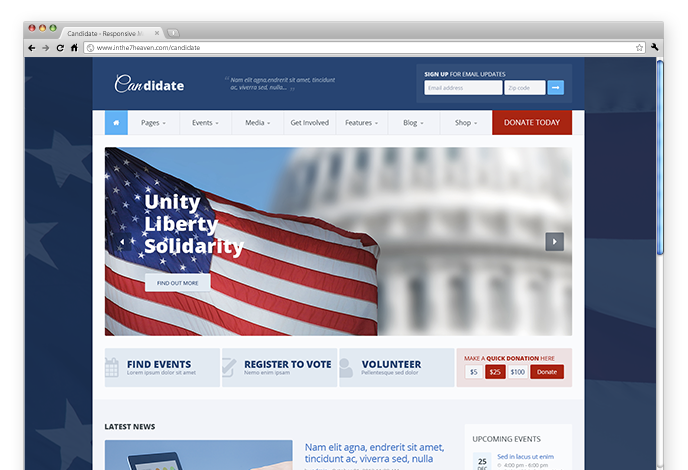 Candidate - Responsive M
www.inthe7heaven.com/candidate
Candidate
Nam elit agna,endrerit sit amet, tincidunt
ac, viverra sed, nulla...
SIGN UP FOR EMAIL UPDATES
Email address
Zip code
Pages
Events
Media
Get Involved
Features
Blog
Shop
DONATE TODAY
Unity
Liberty
Solidarity
FIND OUT MORE
FIND EVENTS
Lorem ipsum dolor sit amet
REGISTER TO VOTE
Nemo enim ipsam
VOLUNTEER
Pellentesque sed dolor
MAKE A QUICK DONATION HERE
$5
$25
$100
Donate
LATEST NEWS
Nam elit agna, endrerit sit amet,
tincidunt ac, viverra sed, nulla
UPCOMING EVENTS
25
DEC
Sed in lacus ut enim
4:00 pm - 6:00 pm